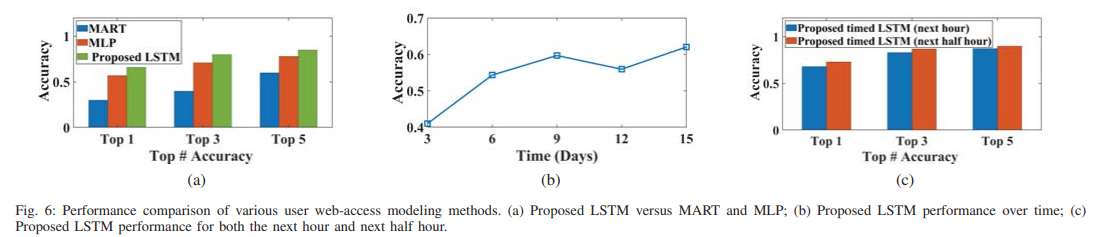 MART
MLP
Proposed LSTM
Accuracy
1
0.5
0
Top 1
Top 3
Top 5
Top # Accuracy
(a)
Accuracy
0.7
0.6
0.5
0.4
3
6
9
12
15
Time (Days)
(b)
Proposed timed LSTM (next hour)
Proposed timed LSTM (next half hour)
Accuracy
1
0.5
0
Top 1
Top 3
Top 5
Top # Accuracy
(c)
Fig. 6: Performance comparison of various user web-access modeling methods. (a) Proposed LSTM versus MART and MLP; (b) Proposed LSTM performance over time; (c)
Proposed LSTM performance for both the next hour and next half hour.